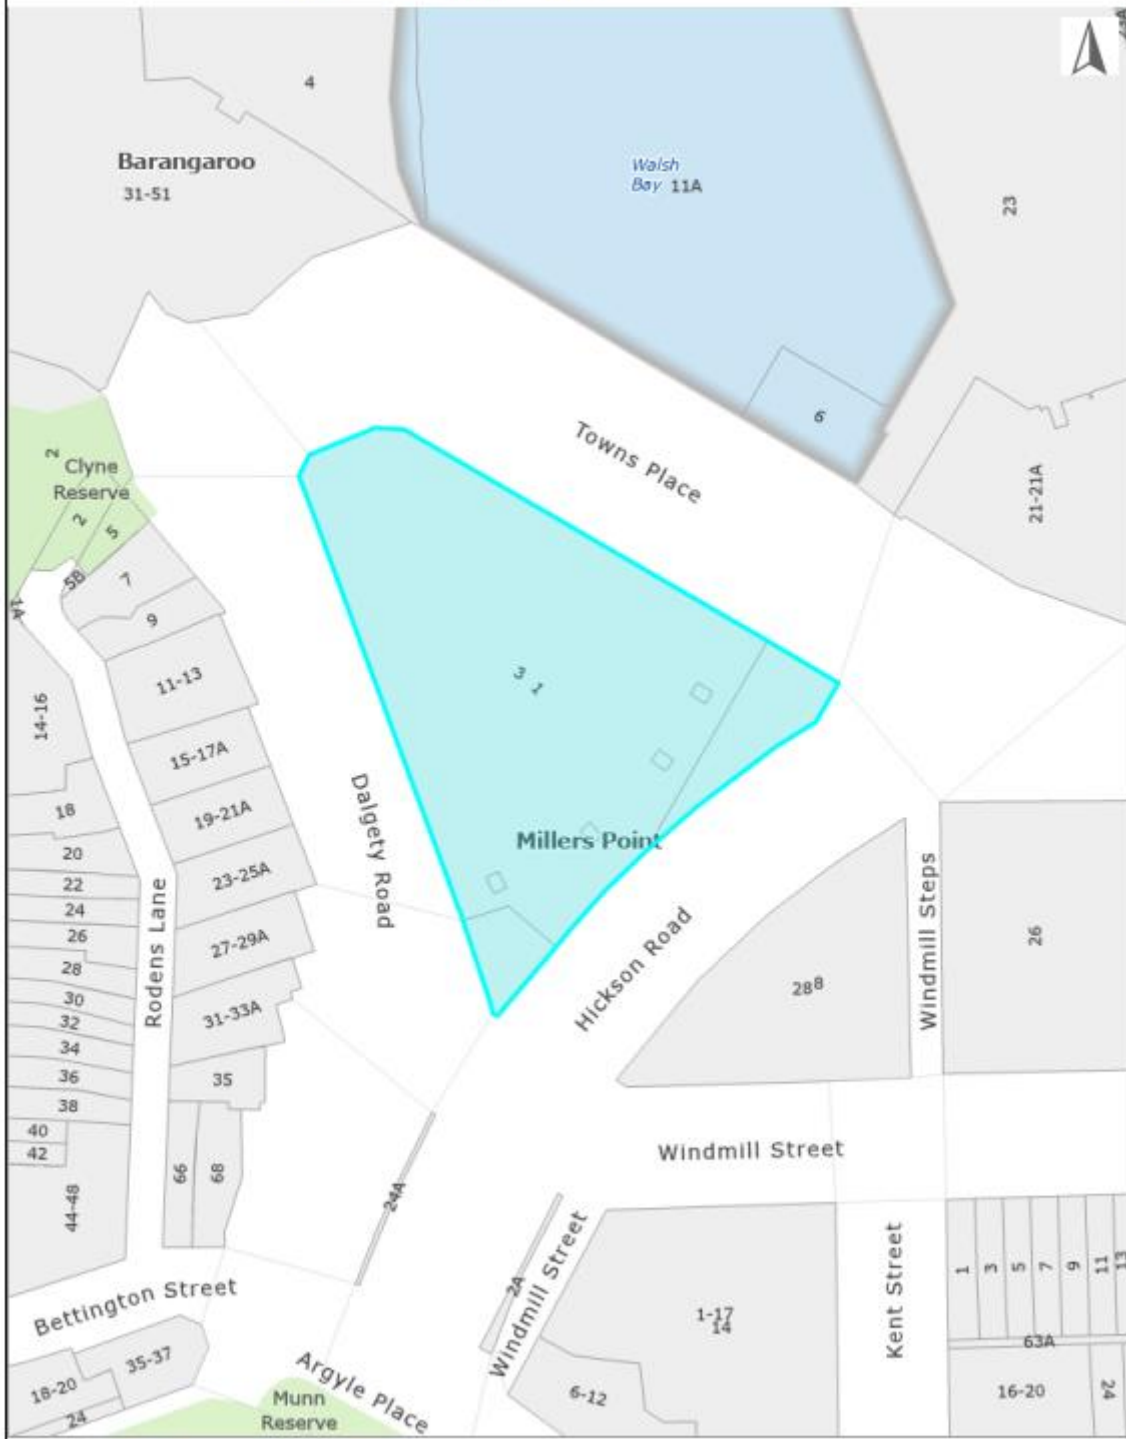 4
Barangaroo
31-51
Walsh
Bay 11A
23
6
Towns Place
21-21A
2
Clyne
Reserve
2
5
5B
7
1A
9
11-13
14-16
15-17A
18
19-21A
20
22
23-25A
24
26
27-29A
28
30
31-33A
32
34
36
35
38
40
42
44-48
66
68
Rodens Lane
Dalgety Road
3 1
Millers Point
Hickson Road
288
Windmill Steps
26
Windmill Street
24A
2A
Windmill Street
Kent Street
1
3
5
7
9
11
13
63A
1-17
14
16-20
24
6-12
Bettington Street
35-37
18-20
24
Argyle Place
Munn
Reserve